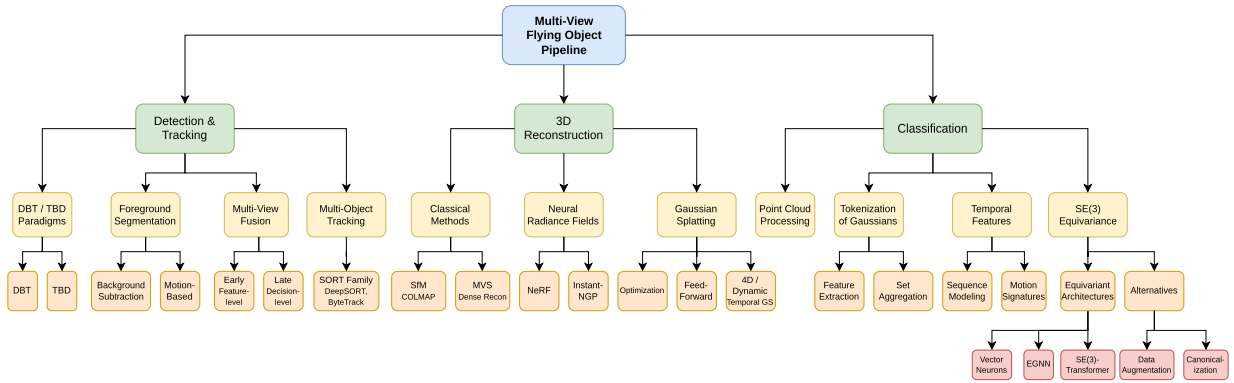 Multi-View
Flying Object
Pipeline
Detection &
Tracking
3D
Reconstruction
Classification
DBT / TBD
Paradigms
Foreground
Segmentation
Multi-View
Fusion
Multi-Object
Tracking
Classical
Methods
Neural
Radiance Fields
Gaussian
Splatting
Point Cloud
Processing
Tokenization
of Gaussians
Temporal
Features
SE(3)
Equivariance
DBT
TBD
Background
Subtraction
Motion-
Based
Early
Feature-
level
Late
Decision-
level
SORT Family
DeepSORT,
ByteTrack
SfM
COLMAP
MVS
Dense Recon
NeRF
Instant-
NGP
Optimization
Feed-
Forward
4D /
Dynamic
Temporal GS
Feature
Extraction
Set
Aggregation
Sequence
Modeling
Motion
Signatures
Equivariant
Architectures
Alternatives
Vector
Neurons
EGNN
SE(3)-
Transformer
Data
Augmentation
Canonical-
ization